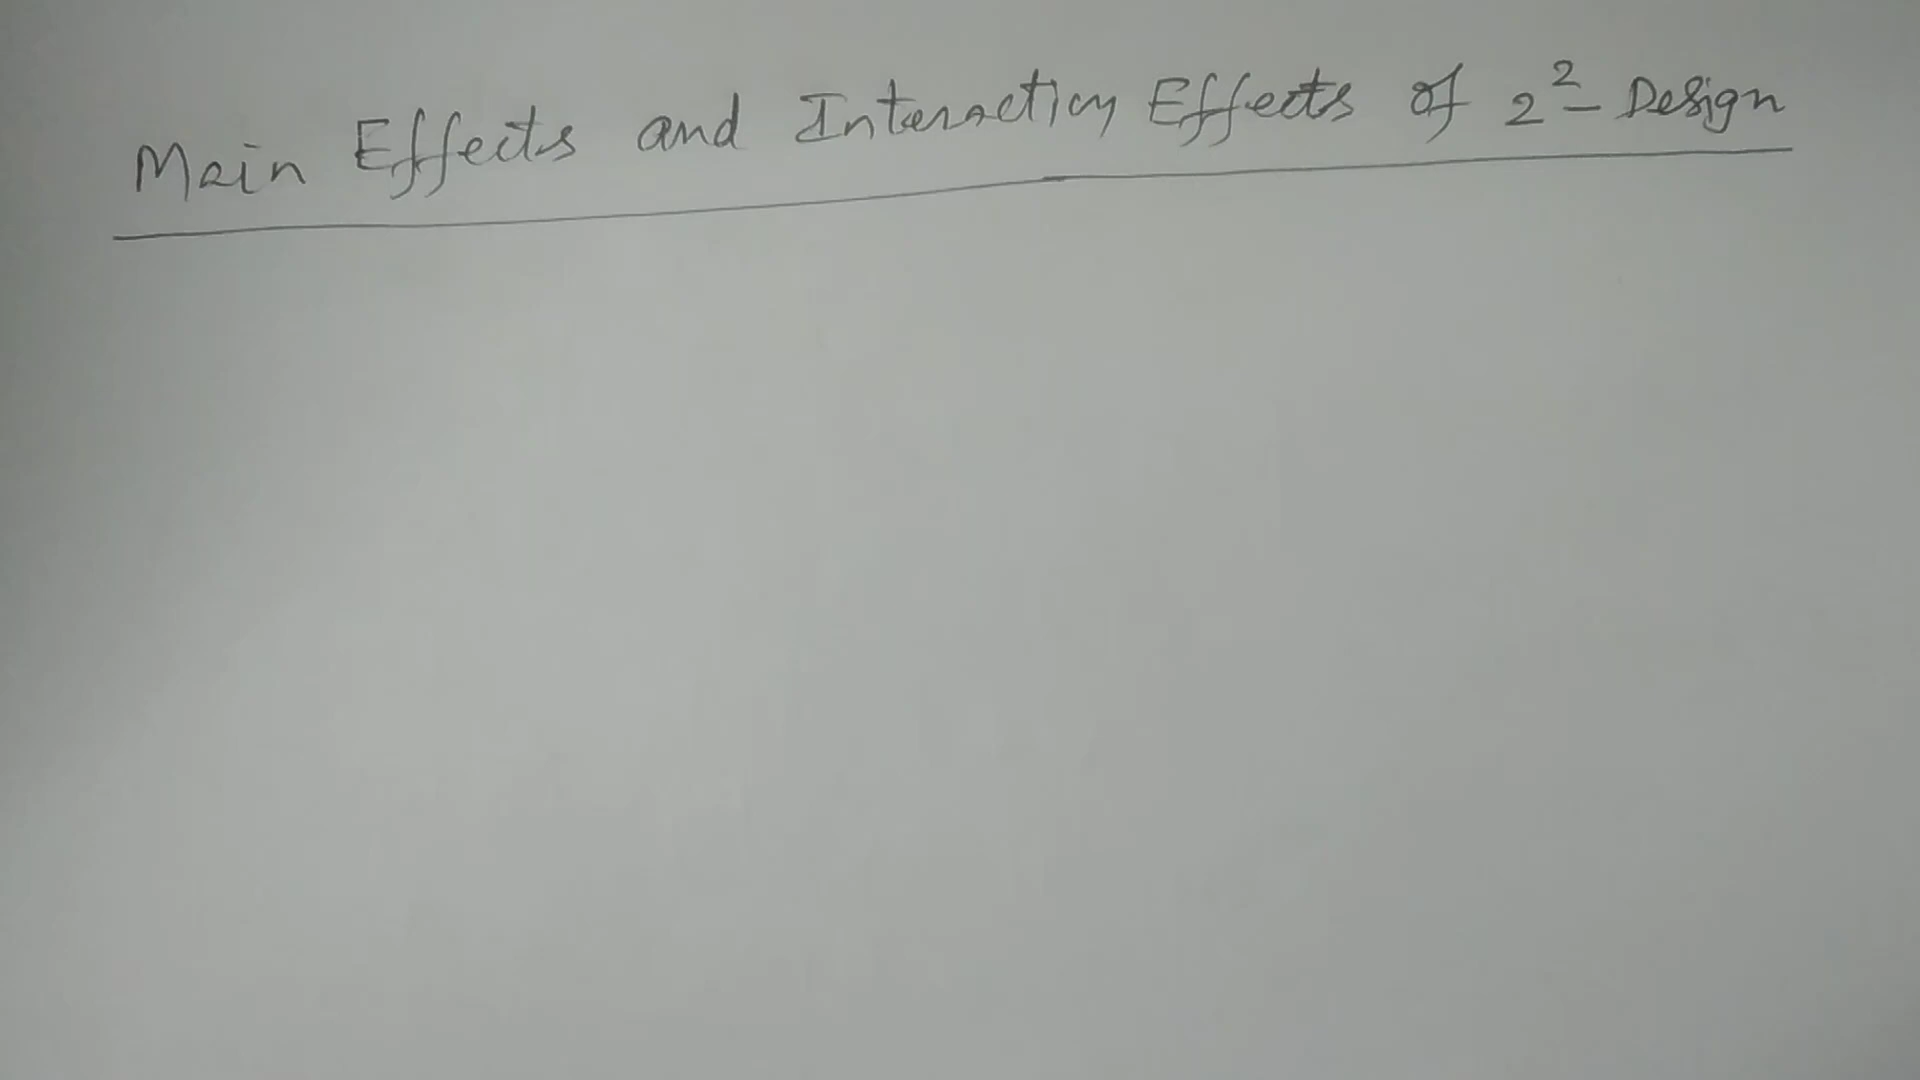 Main Effects and Interaction Effects of 2² - Design